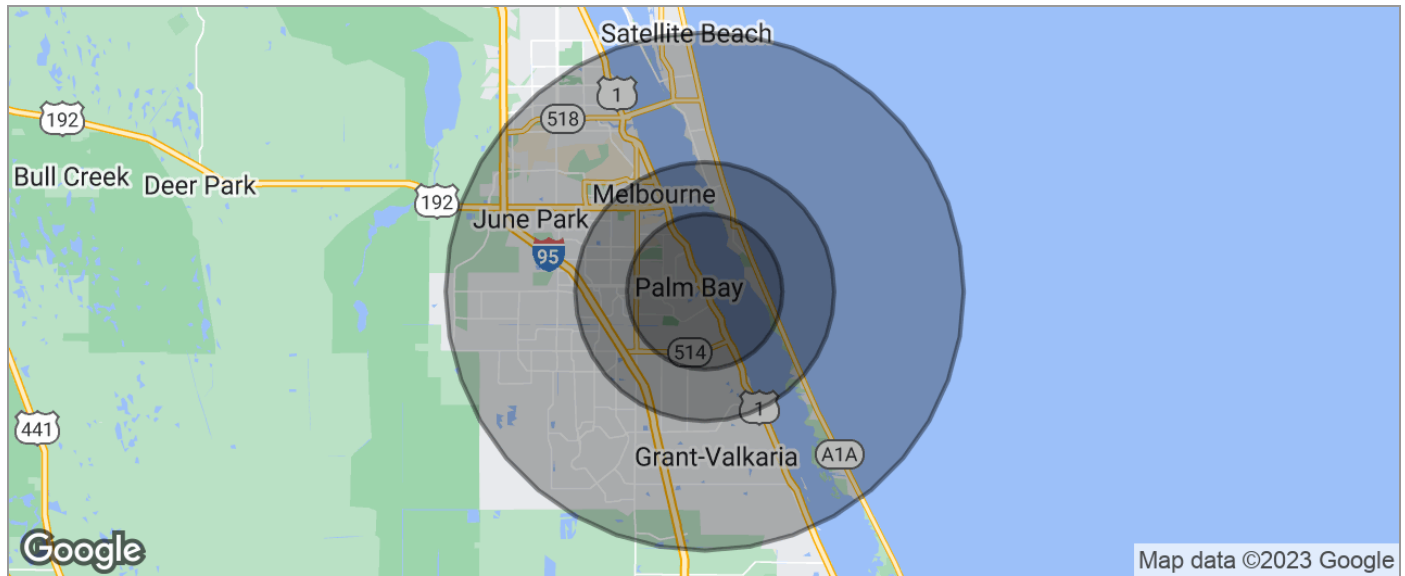 Satellite Beach
1
192
518
Bull Creek
Deer Park
192
Melbourne
June Park
95
Palm Bay
514
1
441
Grant-Valkaria
A1A
Google
Map data ©2023 Google